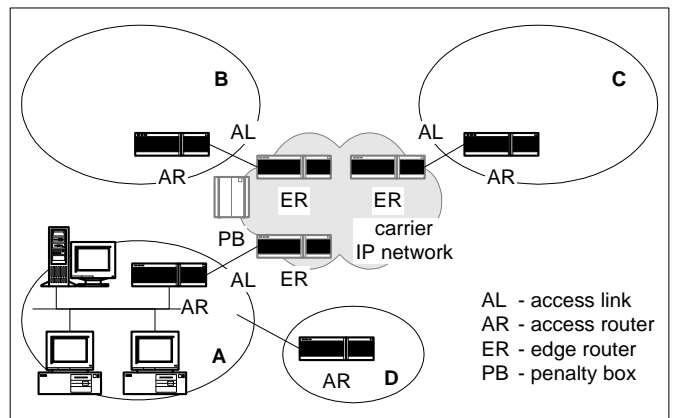 B
C
AL
AL
AR
AR
ER
ER
PB
carrier
IP network
ER
AL
AR
A
AR
D
AL - access link
AR - access router
ER - edge router
PB - penalty box